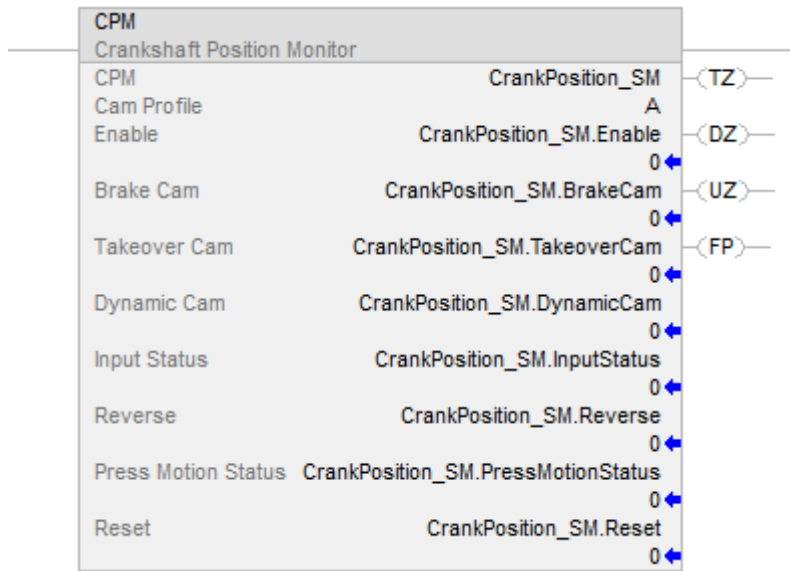 CPM
Crankshaft Position Monitor
CPM CrankPosition_SM TZ
Cam Profile A
Enable CrankPosition_SM.Enable DZ
0
Brake Cam CrankPosition_SM.BrakeCam UZ
0
Takeover Cam CrankPosition_SM.TakeoverCam FP
0
Dynamic Cam CrankPosition_SM.DynamicCam
0
Input Status CrankPosition_SM.InputStatus
0
Reverse CrankPosition_SM.Reverse
0
Press Motion Status CrankPosition_SM.PressMotionStatus
0
Reset CrankPosition_SM.Reset
0